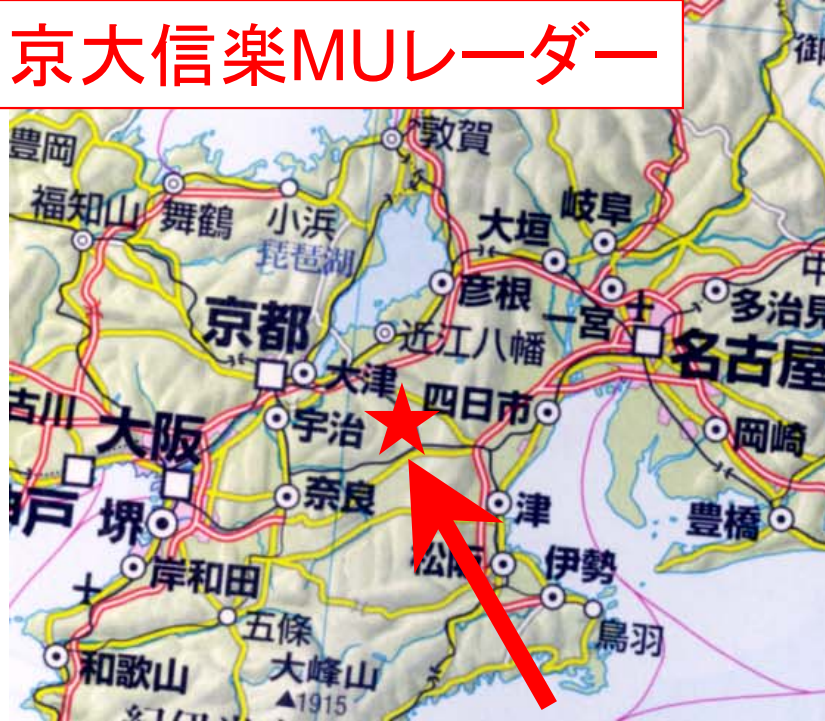 京大信楽MUレーダー
御
敦賀
豊岡
福知山
舞鶴
小浜
大垣
岐阜
琵琶湖
彦根
一宮
中
多治見
京都
近江八幡
名古屋
大津
古川
大阪
宇治
四日市
岡崎
神戸
堺
奈良
津
豊橋
岸和田
松阪
伊勢
五條
鳥羽
和歌山
大峰山
▲1915